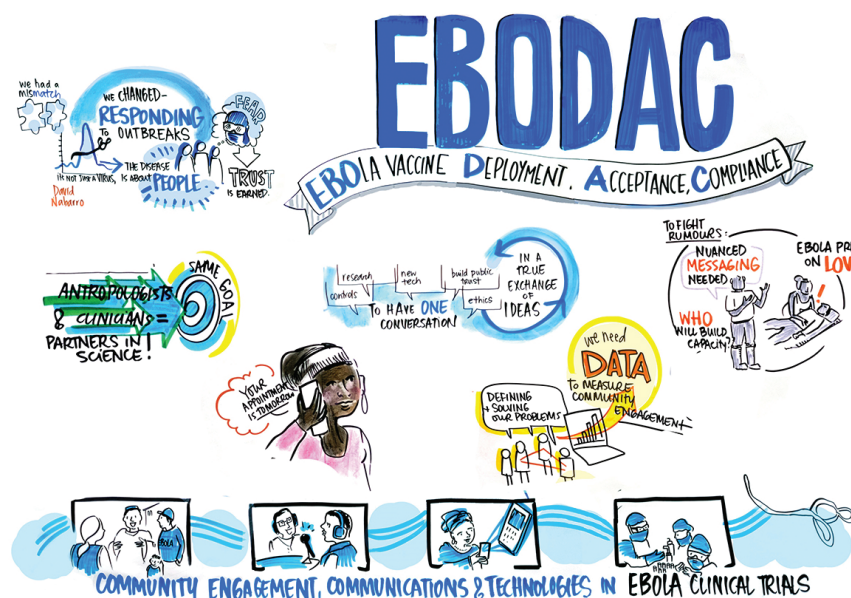 EBODAC
EBOLA VACCINE DEPLOYMENT, ACCEPTANCE, COMPLIANCE
we had a
mismatch
WE CHANGED-
RESPONDING
TO OUTBREAKS
IT'S NOT JUST A VIRUS,
THE DISEASE
IS ABOUT
PEOPLE
David
Nabarro
FEAR
TRUST
IS EARNED.
ANTROPOLOGISTS
& CLINICIANS =
PARTNERS IN
SCIENCE!
SAME GOAL
research
new
tech
build public
trust
controls
ethics
TO HAVE ONE
CONVERSATION
IN A
TRUE
EXCHANGE
OF
IDEAS
TO FIGHT
RUMOURS:
NUANCED
MESSAGING
NEEDED
WHO
WILL BUILD
CAPACITY?
EBOLA PR
ON LOV
!
YOUR
APPOINTMENT
IS TOMORROW
we need
DATA
TO MEASURE
COMMUNITY
ENGAGEMENT
DEFINING
+ SOLVING
OUR PROBLEMS
EBOLA
COMMUNITY ENGAGEMENT, COMMUNICATIONS & TECHNOLOGIES IN EBOLA CLINICAL TRIALS